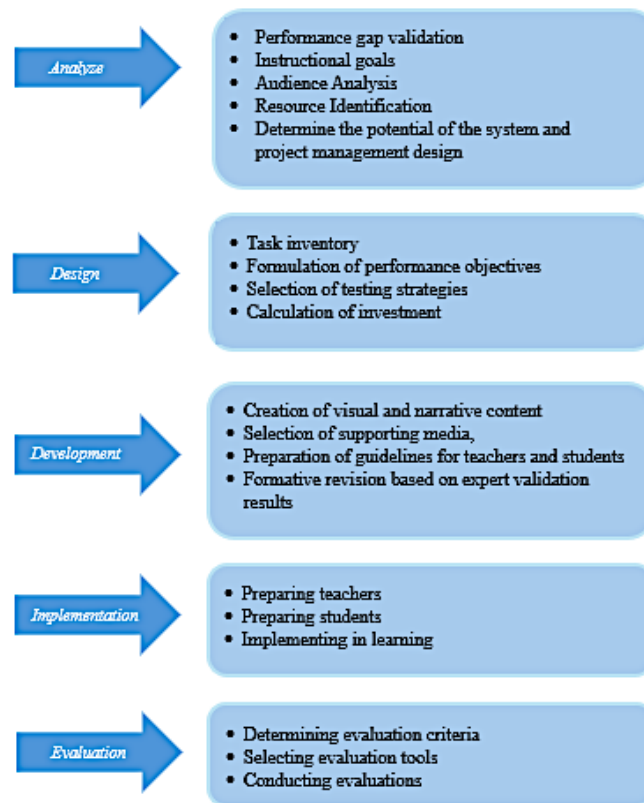 Analyze
• Performance gap validation
• Instructional goals
• Audience Analysis
• Resource Identification
• Determine the potential of the system and
project management design
Design
• Task inventory
• Formulation of performance objectives
• Selection of testing strategies
• Calculation of investment
Development
• Creation of visual and narrative content
• Selection of supporting media,
• Preparation of guidelines for teachers and students
• Formative revision based on expert validation
results
Implementation
• Preparing teachers
• Preparing students
• Implementing in learning
Evaluation
• Determining evaluation criteria
• Selecting evaluation tools
• Conducting evaluations